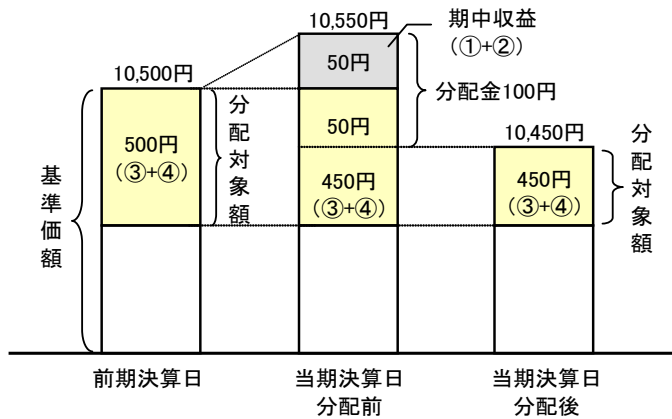 10,550円
期中収益
(①+②)
10,500円
50円
分配金100円
500円
(③+④)
分配対象額
50円
10,450円
基準価額
450円
(③+④)
450円
(③+④)
分配対象額
前期決算日
当期決算日
分配前
当期決算日
分配後